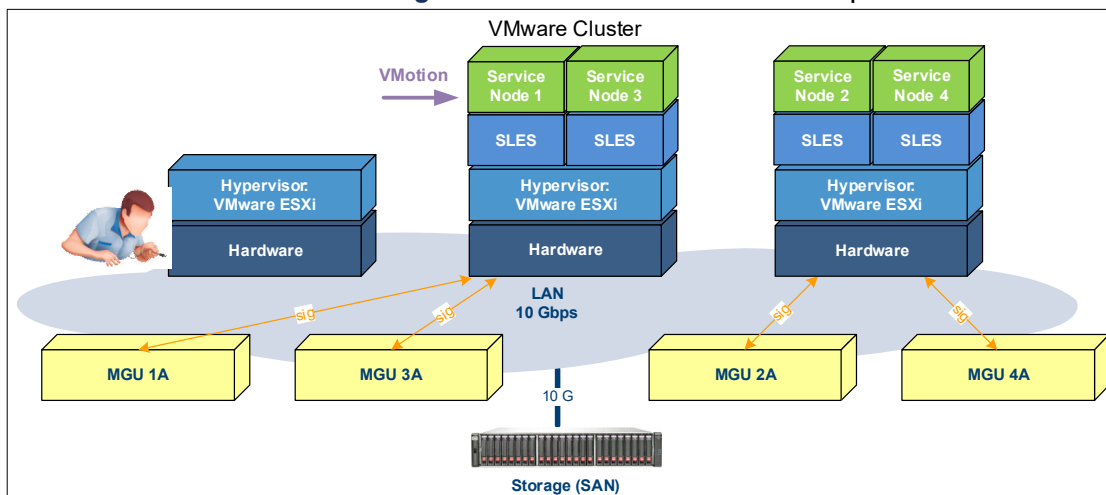 VMware Cluster
VMotion
Service
Node 1
Service
Node 3
Service
Node 2
Service
Node 4
SLES
SLES
SLES
SLES
Hypervisor:
VMware ESXi
Hypervisor:
VMware ESXi
Hypervisor:
VMware ESXi
Hardware
Hardware
Hardware
LAN
10 Gbps
sig
sig
sig
sig
MGU 1A
MGU 3A
MGU 2A
MGU 4A
10 G
Storage (SAN)